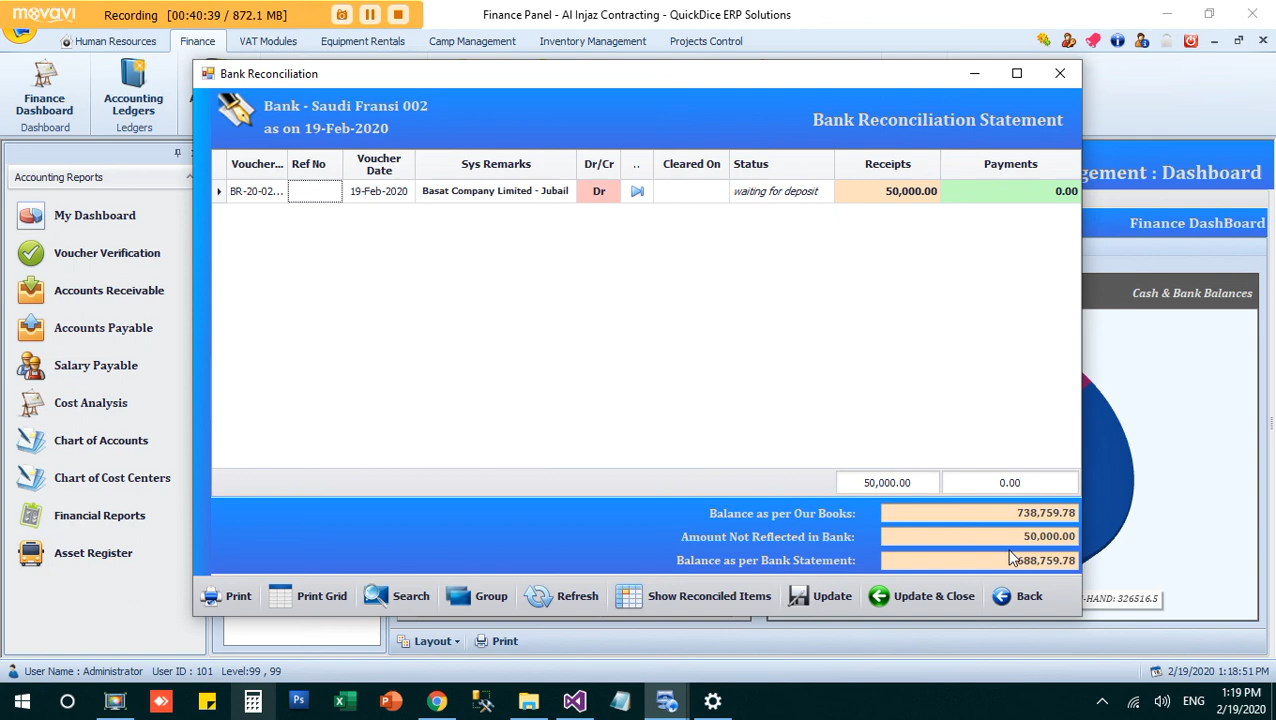 movavi
Recording (00:40:39 / 872.1 MB)
Finance Panel - Al Injaz Contracting - QuickDice ERP Solutions
Human Resources
Finance
VAT Modules
Equipment Rentals
Camp Management
Inventory Management
Projects Control
Finance Dashboard
Dashboard
Accounting Ledgers
Ledgers
Bank Reconciliation
Bank - Saudi Fransi 002
as on 19-Feb-2020
Bank Reconciliation Statement
Voucher... Ref No Voucher Date Sys Remarks Dr/Cr .. Cleared On Status Receipts Payments
BR-20-02... 19-Feb-2020 Basat Company Limited - Jubail Dr waiting for deposit 50,000.00 0.00
50,000.00 0.00
Balance as per Our Books: 738,759.78
Amount Not Reflected in Bank: 50,000.00
Balance as per Bank Statement: 688,759.78
Print
Print Grid
Search
Group
Refresh
Show Reconciled Items
Update
Update & Close
Back
Accounting Reports
My Dashboard
Voucher Verification
Accounts Receivable
Accounts Payable
Salary Payable
Cost Analysis
Chart of Accounts
Chart of Cost Centers
Financial Reports
Asset Register
ement : Dashboard
Finance DashBoard
Cash & Bank Balances
-HAND: 326516.5
Layout
Print
User Name : Administrator User ID : 101 Level:99 , 99
2/19/2020 1:18:51 PM
Ps
ENG
1:19 PM
2/19/2020